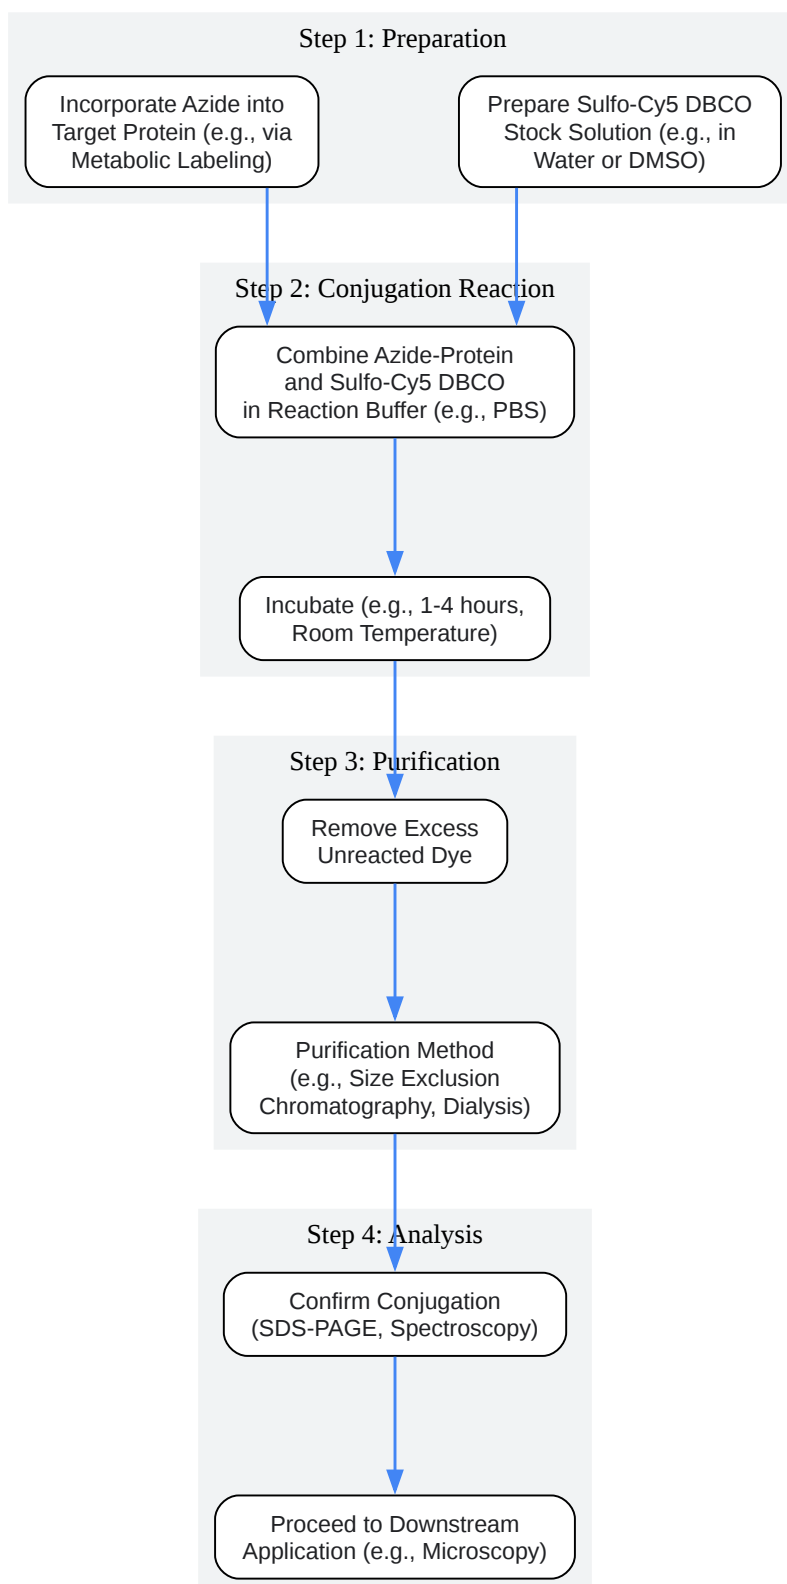 Step 1: Preparation
Incorporate Azide into
Target Protein (e.g., via
Metabolic Labeling)
Prepare Sulfo-Cy5 DBCO
Stock Solution (e.g., in
Water or DMSO)
Step 2: Conjugation Reaction
Combine Azide-Protein
and Sulfo-Cy5 DBCO
in Reaction Buffer (e.g., PBS)
Incubate (e.g., 1-4 hours,
Room Temperature)
Step 3: Purification
Remove Excess
Unreacted Dye
Purification Method
(e.g., Size Exclusion
Chromatography, Dialysis)
Step 4: Analysis
Confirm Conjugation
(SDS-PAGE, Spectroscopy)
Proceed to Downstream
Application (e.g., Microscopy)